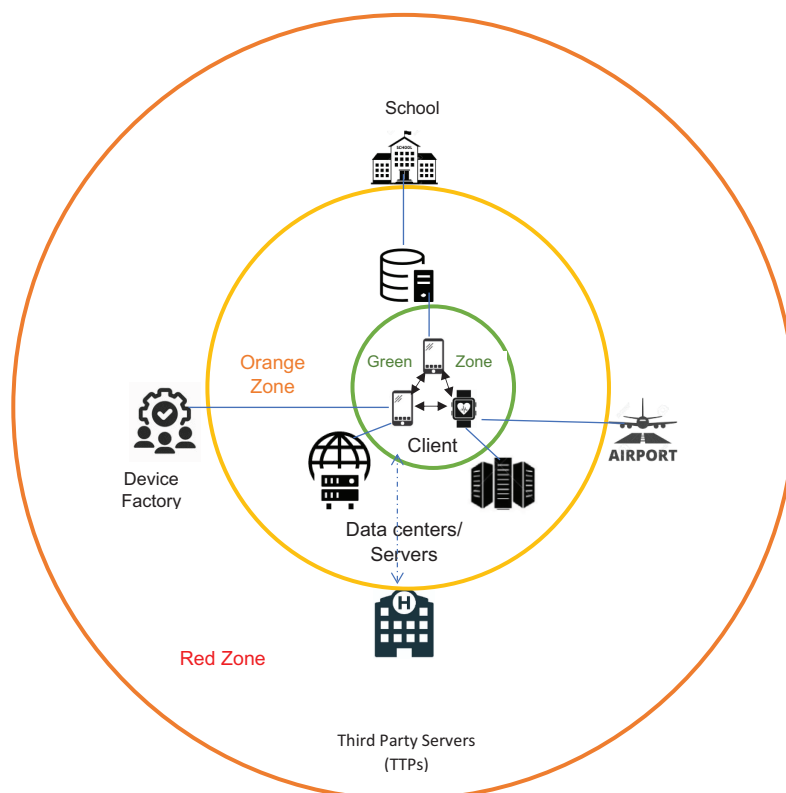 School
SCHOOL
Orange
Zone
Green
Zone
Client
Device
Factory
AIRPORT
Data centers/
Servers
H
Red Zone
Third Party Servers
(TTPs)